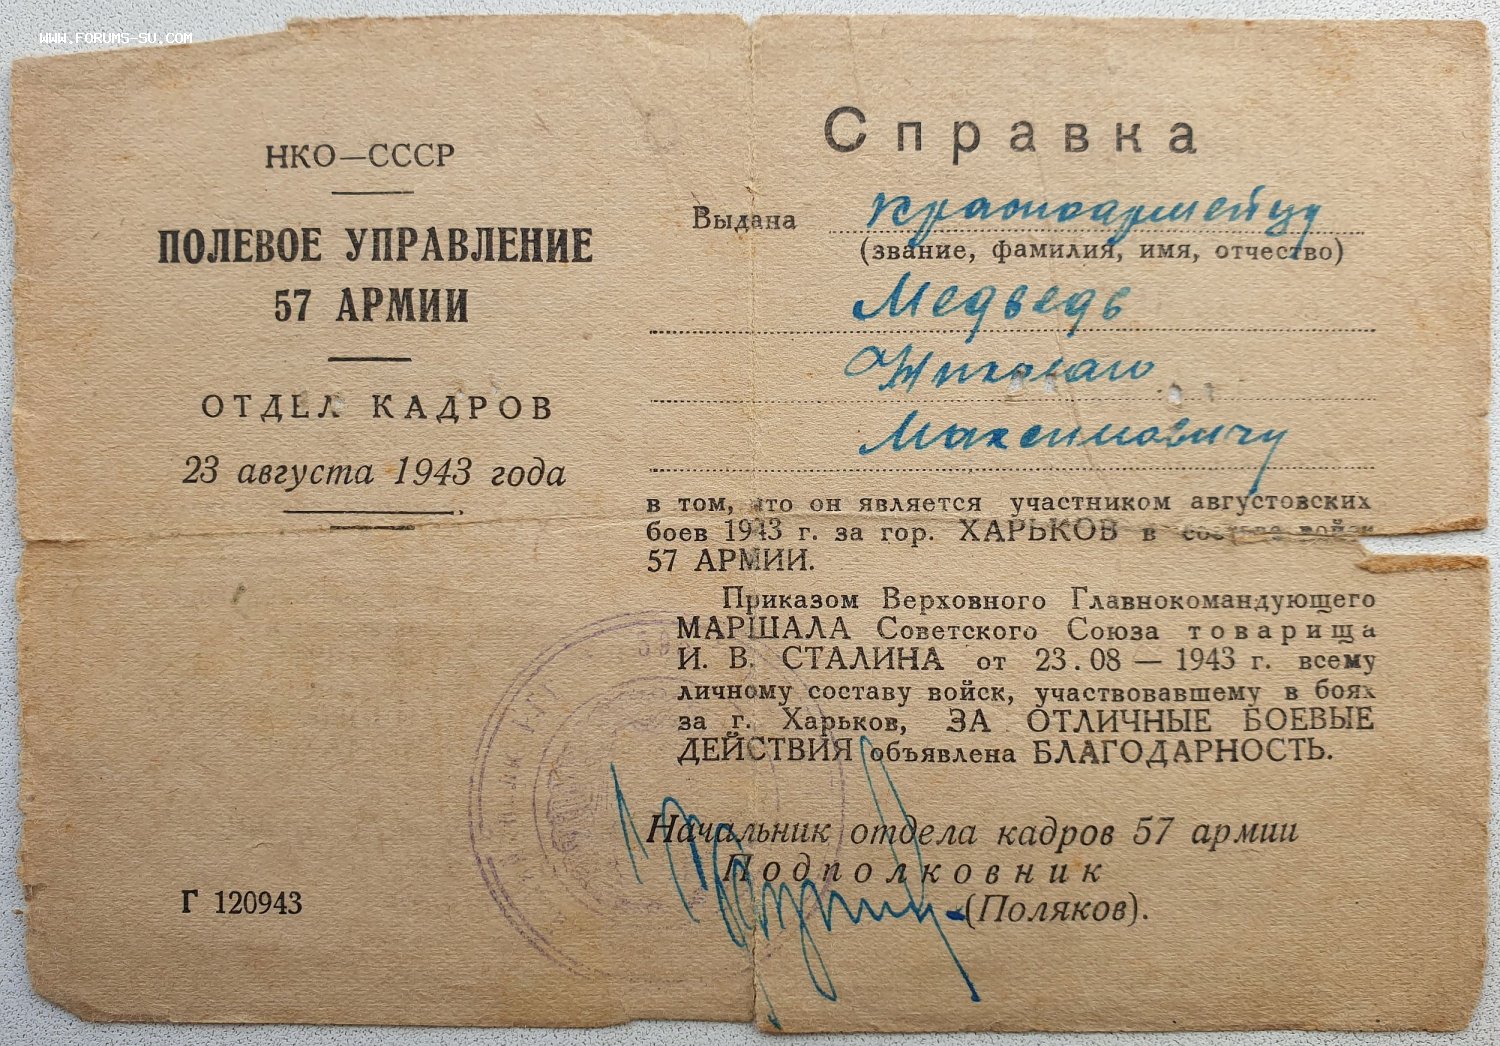 WWW.FORUMS-SU.COM
НКО—СССР
ПОЛЕВОЕ УПРАВЛЕНИЕ
57 АРМИИ
ОТДЕЛ КАДРОВ
23 августа 1943 года
Г 120943
Справка
Выдана красноармейцу
(звание, фамилия, имя, отчество)
Медведь
Николаю
Максимовичу
в том, что он является участником августовских
боев 1943 г. за гор. ХАРЬКОВ в составе войск
57 АРМИИ.
Приказом Верховного Главнокомандующего
МАРШАЛА Советского Союза товарища
И. В. СТАЛИНА от 23.08 — 1943 г. всему
личному составу войск, участвовавшему в боях
за г. Харьков, ЗА ОТЛИЧНЫЕ БОЕВЫЕ
ДЕЙСТВИЯ объявлена БЛАГОДАРНОСТЬ.
Начальник отдела кадров 57 армии
Подполковник
(Поляков).